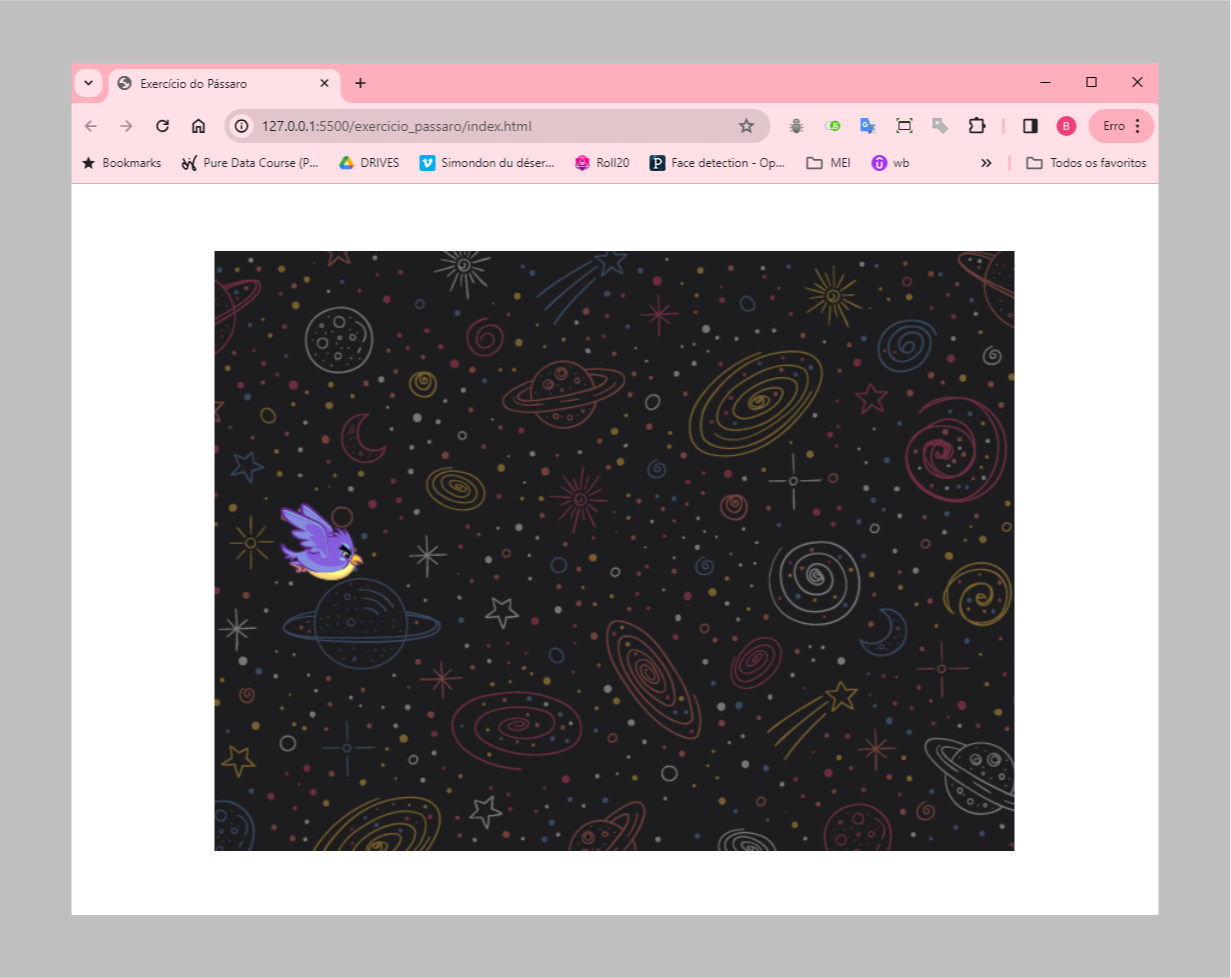 Exercício do Pássaro
127.0.0.1:5500/exercicio_passaro/index.html
B
Erro
Bookmarks
Pure Data Course (P...
DRIVES
Simondon du déser...
Roll20
Face detection - Op...
MEI
wb
Todos os favoritos